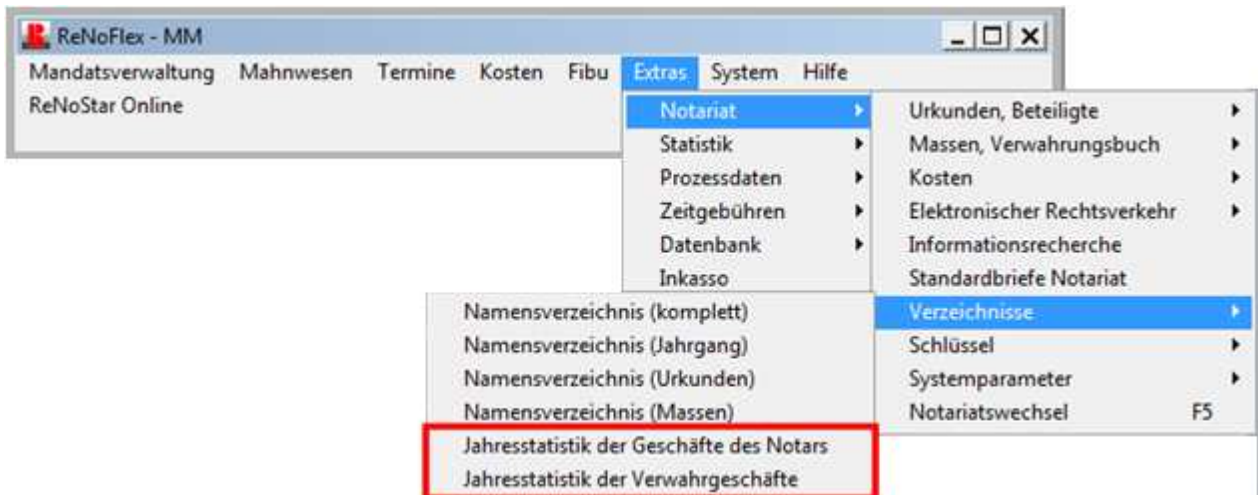 ReNoFlex - MM
Mandatsverwaltung Mahnwesen Termine Kosten Fibu Extras System Hilfe
ReNoStar Online
Notariat
Statistik
Prozessdaten
Zeitgebühren
Datenbank
Inkasso
Urkunden, Beteiligte
Massen, Verwahrungsbuch
Kosten
Elektronischer Rechtsverkehr
Informationsrecherche
Standardbriefe Notariat
Verzeichnisse
Schlüssel
Systemparameter
Notariatswechsel F5
Namensverzeichnis (komplett)
Namensverzeichnis (Jahrgang)
Namensverzeichnis (Urkunden)
Namensverzeichnis (Massen)
Jahresstatistik der Geschäfte des Notars
Jahresstatistik der Verwahrgeschäfte